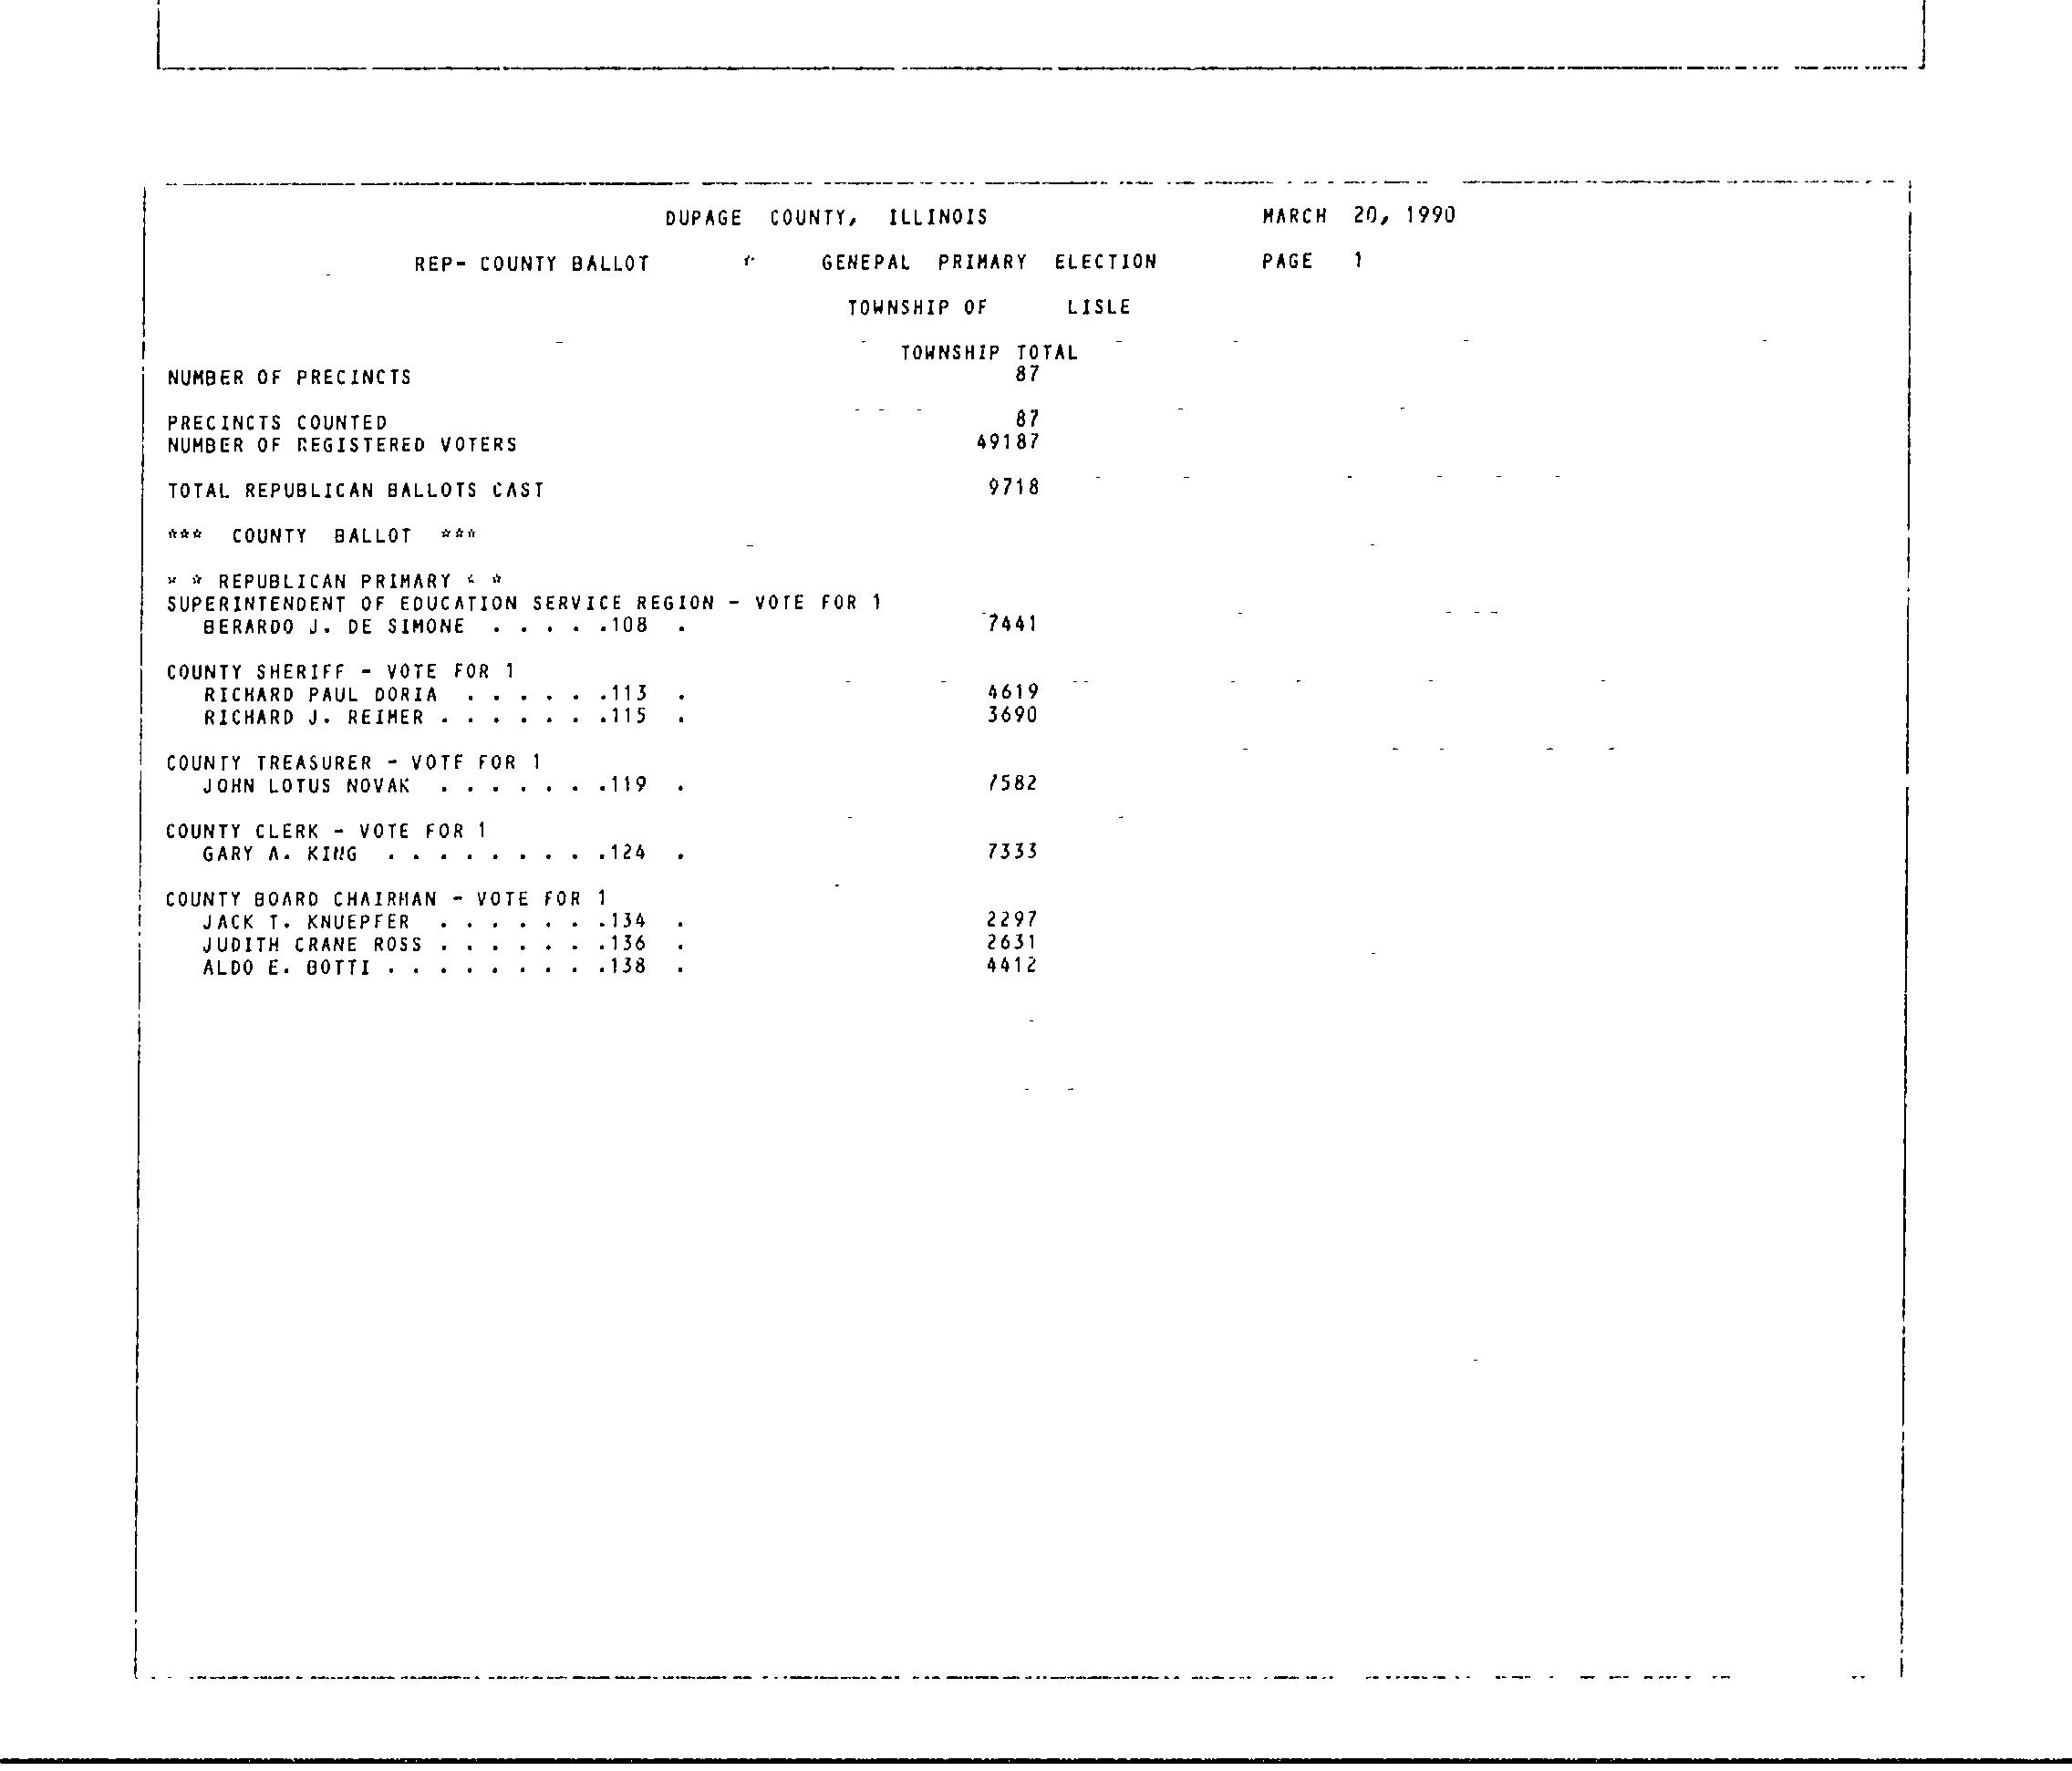 DUPAGE COUNTY, ILLINOIS MARCH 20, 1990
REP- COUNTY BALLOT * GENEPAL PRIMARY ELECTION PAGE 1
TOWNSHIP OF LISLE
TOWNSHIP TOTAL
NUMBER OF PRECINCTS 87
PRECINCTS COUNTED 87
NUMBER OF REGISTERED VOTERS 49187
TOTAL REPUBLICAN BALLOTS CAST 9718
*** COUNTY BALLOT ***
* * REPUBLICAN PRIMARY * *
SUPERINTENDENT OF EDUCATION SERVICE REGION - VOTE FOR 1
BERARDO J. DE SIMONE . . . . .108 . 7441
COUNTY SHERIFF - VOTE FOR 1
RICHARD PAUL DORIA . . . . . .113 . 4619
RICHARD J. REIMER . . . . . . .115 . 3690
COUNTY TREASURER - VOTE FOR 1
JOHN LOTUS NOVAK . . . . . . .119 . 7582
COUNTY CLERK - VOTE FOR 1
GARY A. KING . . . . . . . . .124 . 7333
COUNTY BOARD CHAIRMAN - VOTE FOR 1
JACK T. KNUEPFER . . . . . . .134 . 2297
JUDITH CRANE ROSS . . . . . . .136 . 2631
ALDO E. BOTTI . . . . . . . . .138 . 4412